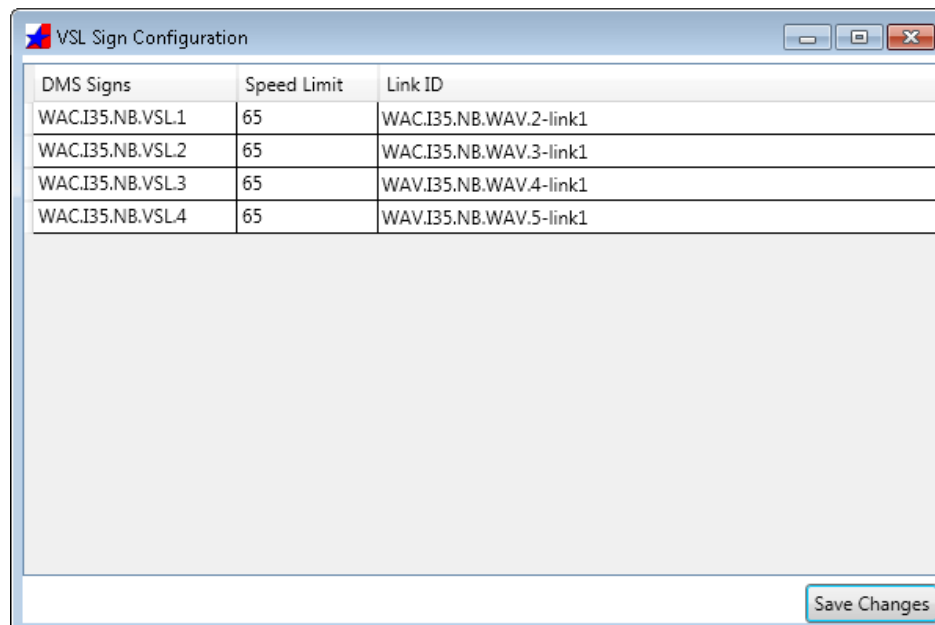 VSL Sign Configuration
DMS Signs Speed Limit Link ID
WAC.I35.NB.VSL.1 65 WAC.I35.NB.WAV.2-link1
WAC.I35.NB.VSL.2 65 WAC.I35.NB.WAV.3-link1
WAC.I35.NB.VSL.3 65 WAV.I35.NB.WAV.4-link1
WAC.I35.NB.VSL.4 65 WAV.I35.NB.WAV.5-link1
Save Changes